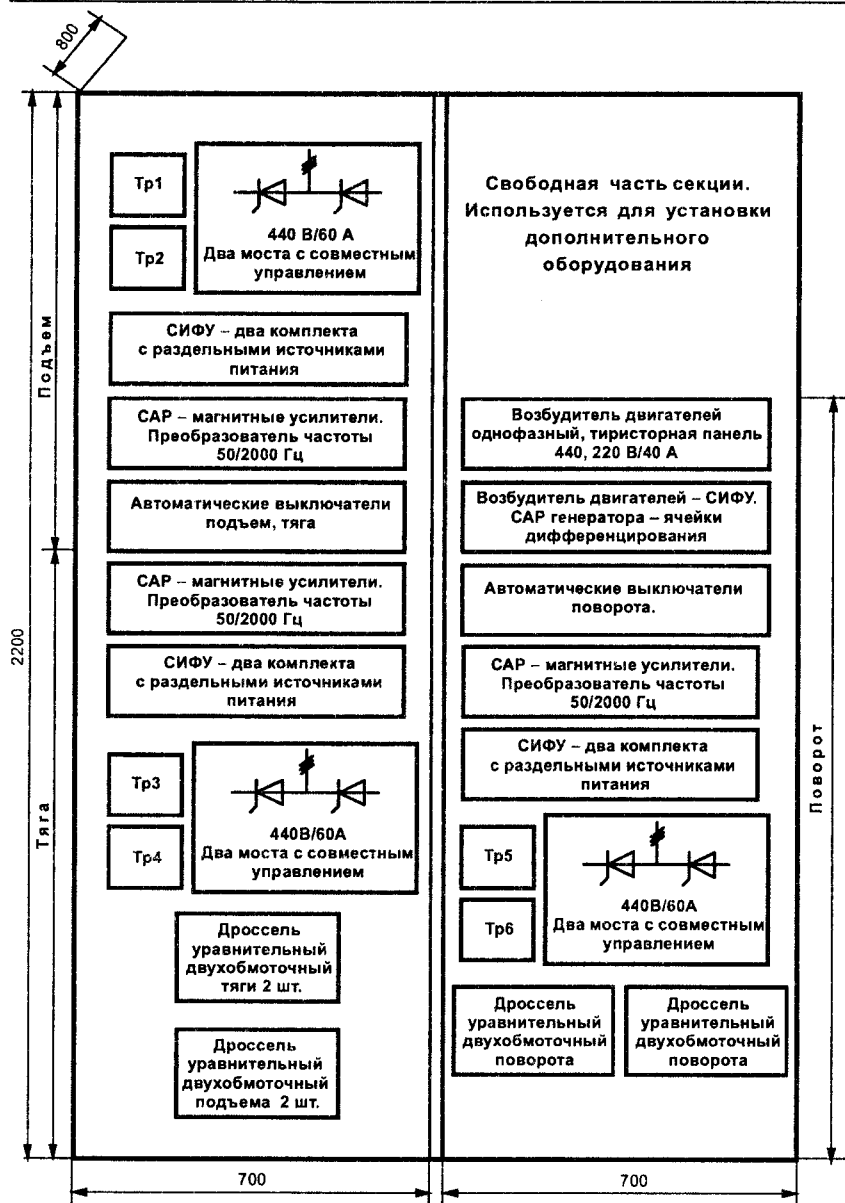 800
Тр1
Тр2
440 В/60 А
Два моста с совместным
управлением
СИФУ – два комплекта
с раздельными источниками
питания
САР – магнитные усилители.
Преобразователь частоты
50/2000 Гц
Автоматические выключатели
подъем, тяга
САР – магнитные усилители.
Преобразователь частоты
50/2000 Гц
СИФУ – два комплекта
с раздельными источниками
питания
Тр3
Тр4
440В/60А
Два моста с совместным
управлением
Дроссель
уравнительный
двухобмоточный
тяги 2 шт.
Дроссель
уравнительный
двухобмоточный
подъема 2 шт.
Подъем
Тяга
2200
700
Свободная часть секции.
Используется для установки
дополнительного
оборудования
Возбудитель двигателей
однофазный, тиристорная панель
440, 220 В/40 А
Возбудитель двигателей – СИФУ.
САР генератора – ячейки
дифференцирования
Автоматические выключатели
поворота.
САР – магнитные усилители.
Преобразователь частоты
50/2000 Гц
СИФУ – два комплекта
с раздельными источниками
питания
Тр5
Тр6
440В/60А
Два моста с совместным
управлением
Дроссель
уравнительный
двухобмоточный
поворота
Дроссель
уравнительный
двухобмоточный
поворота
Поворот
700